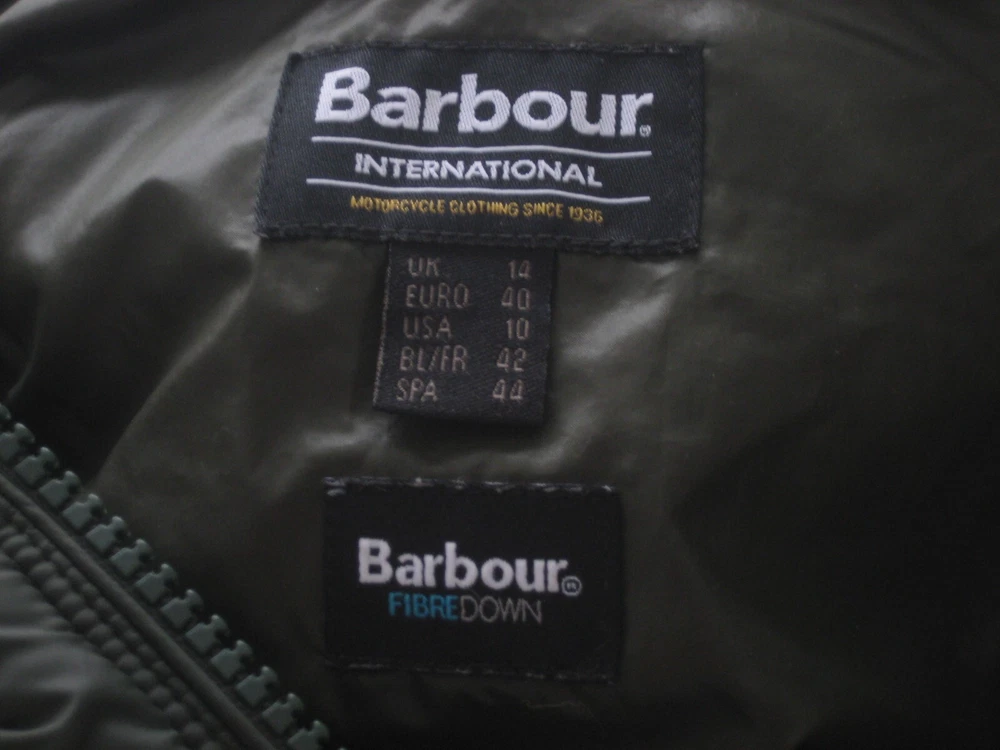 Barbour®
INTERNATIONAL
MOTORCYCLE CLOTHING SINCE 1936
UK 14
EURO 40
USA 10
BL/FR 42
SPA 44
Barbour®
FIBREDOWN